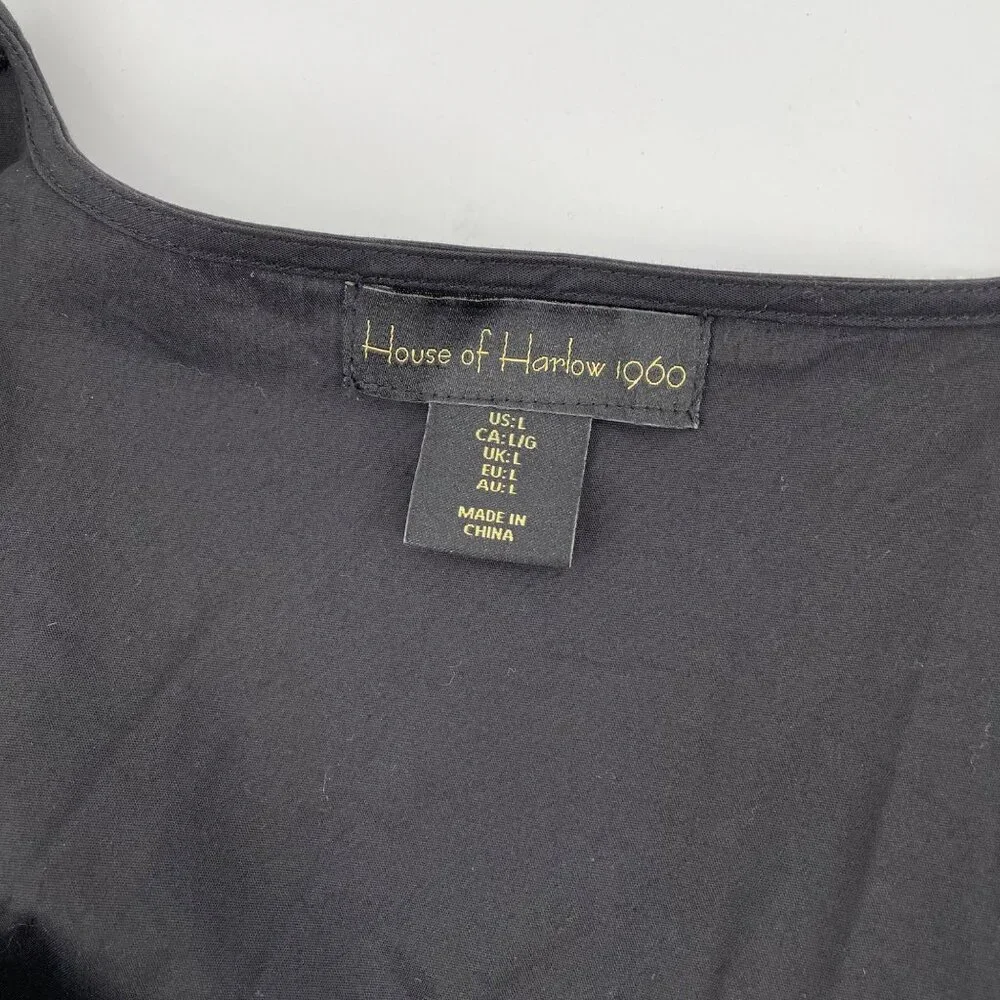 House of Harlow 1960
US: L
CA: L/G
UK: L
EU: L
AU: L
MADE IN
CHINA